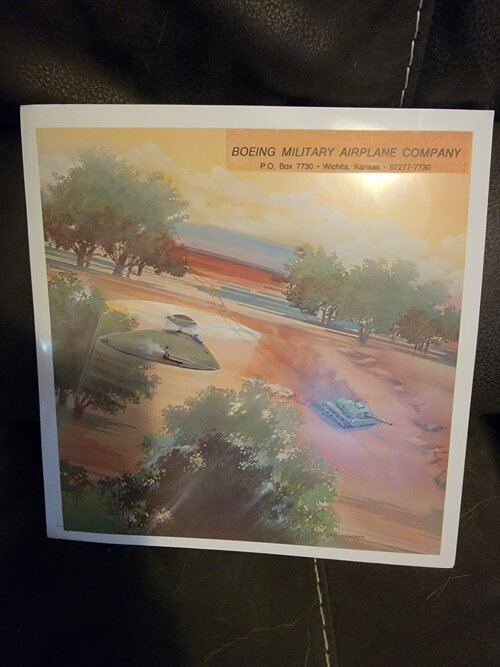 BOEING MILITARY AIRPLANE COMPANY
P.O. Box 7730 • Wichita, Kansas • 67277-7730